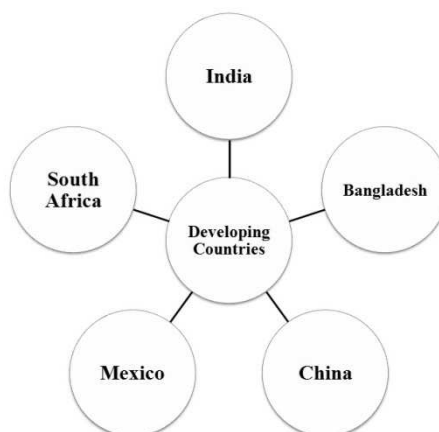 India
South
Africa
Bangladesh
Developing
Countries
Mexico
China